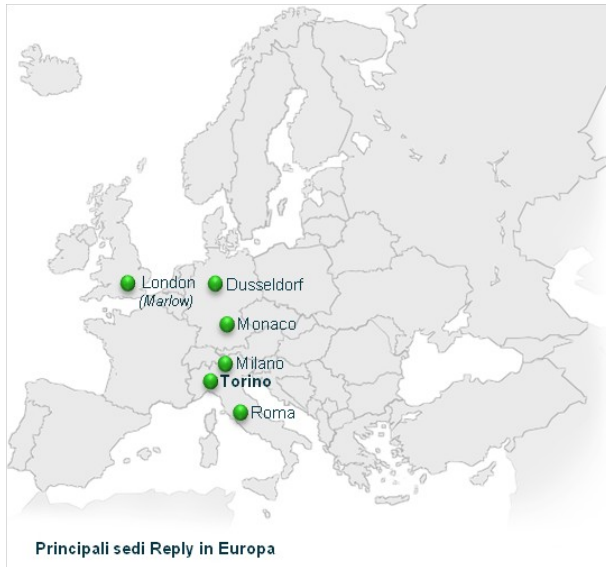 London
(Marlow)
Dusseldorf
Monaco
Milano
Torino
Roma
Principali sedi Reply in Europa